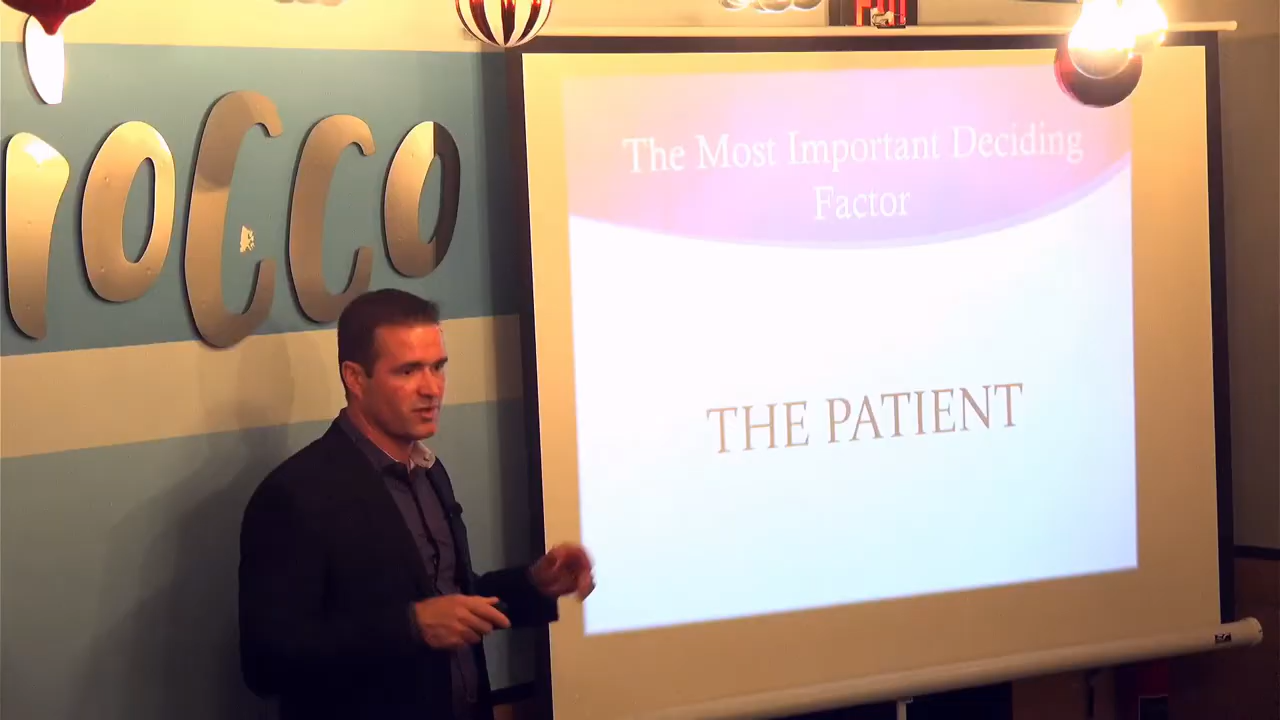 ioCCo
The Most Important Deciding
Factor
THE PATIENT